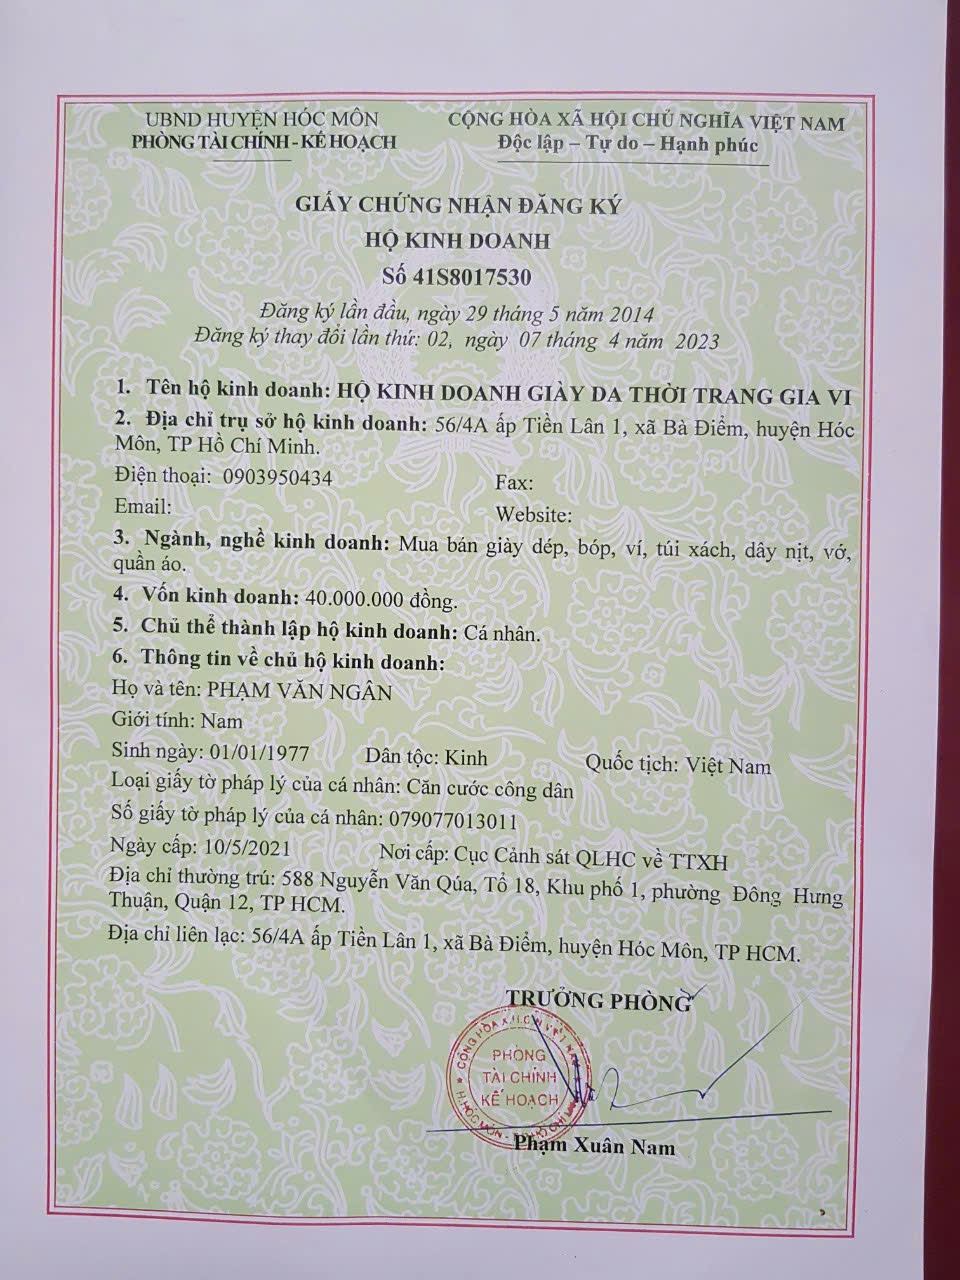 UBND HUYỆN HÓC MÔN
PHÒNG TÀI CHÍNH - KẾ HOẠCH
CỘNG HÒA XÃ HỘI CHỦ NGHĨA VIỆT NAM
Độc lập – Tự do – Hạnh phúc
GIẤY CHỨNG NHẬN ĐĂNG KÝ
HỘ KINH DOANH
Số 41S8017530
Đăng ký lần đầu, ngày 29 tháng 5 năm 2014
Đăng ký thay đổi lần thứ: 02, ngày 07 tháng 4 năm 2023
1. Tên hộ kinh doanh: HỘ KINH DOANH GIÀY DA THỜI TRANG GIA VI
2. Địa chỉ trụ sở hộ kinh doanh: 56/4A ấp Tiền Lân 1, xã Bà Điểm, huyện Hóc
Môn, TP Hồ Chí Minh.
Điện thoại: 0903950434 Fax:
Email: Website:
3. Ngành, nghề kinh doanh: Mua bán giày dép, bóp, ví, túi xách, dây nịt, vớ,
quần áo.
4. Vốn kinh doanh: 40.000.000 đồng.
5. Chủ thể thành lập hộ kinh doanh: Cá nhân.
6. Thông tin về chủ hộ kinh doanh:
Họ và tên: PHẠM VĂN NGÂN
Giới tính: Nam
Sinh ngày: 01/01/1977 Dân tộc: Kinh Quốc tịch: Việt Nam
Loại giấy tờ pháp lý của cá nhân: Căn cước công dân
Số giấy tờ pháp lý của cá nhân: 079077013011
Ngày cấp: 10/5/2021 Nơi cấp: Cục Cảnh sát QLHC về TTXH
Địa chỉ thường trú: 588 Nguyễn Văn Qúa, Tổ 18, Khu phố 1, phường Đông Hưng
Thuận, Quận 12, TP HCM.
Địa chỉ liên lạc: 56/4A ấp Tiền Lân 1, xã Bà Điểm, huyện Hóc Môn, TP HCM.
TRƯỞNG PHÒNG
CỘNG HÒA X.H.C.N VIỆT NAM
PHÒNG
TÀI CHÍNH
KẾ HOẠCH
H.HÓC MÔN
Phạm Xuân Nam